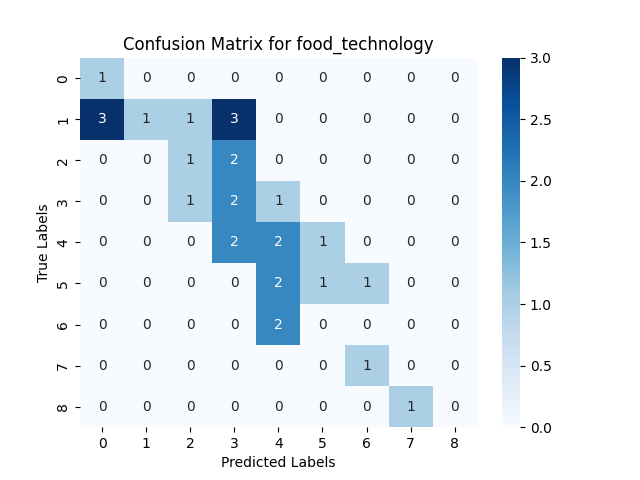 Confusion Matrix for food_technology
0 1 0 0 0 0 0 0 0 0
1 3 1 1 3 0 0 0 0 0
2 0 0 1 2 0 0 0 0 0
3 0 0 1 2 1 0 0 0 0
4 0 0 0 2 2 1 0 0 0
5 0 0 0 0 2 1 1 0 0
6 0 0 0 0 2 0 0 0 0
7 0 0 0 0 0 0 1 0 0
8 0 0 0 0 0 0 0 1 0
0 1 2 3 4 5 6 7 8
True Labels
Predicted Labels
3.0
2.5
2.0
1.5
1.0
0.5
0.0